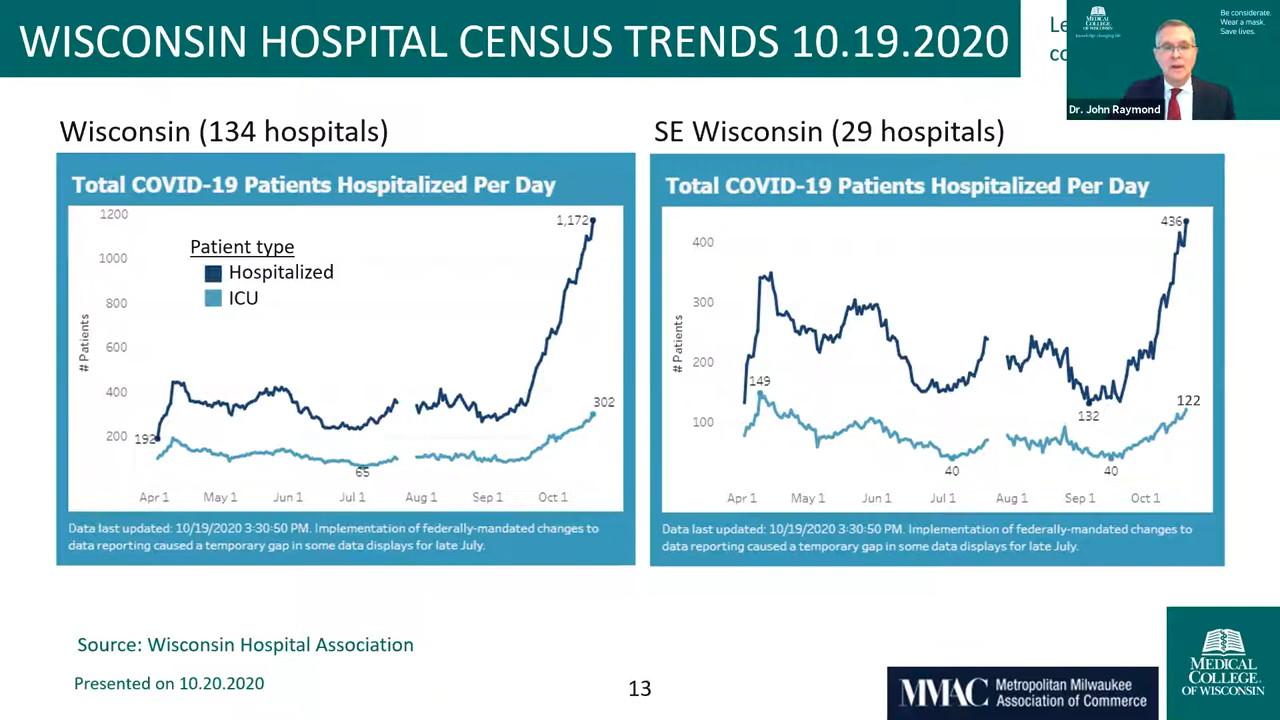 WISCONSIN HOSPITAL CENSUS TRENDS 10.19.2020
Be considerate.
Wear a mask.
Save lives.
MEDICAL
COLLEGE
OF WISCONSIN
knowledge changing life
Dr. John Raymond
Wisconsin (134 hospitals)
Total COVID-19 Patients Hospitalized Per Day
Patient type
Hospitalized
ICU
# Patients
1200
1000
800
600
400
200
1,172
302
192
65
Apr 1 May 1 Jun 1 Jul 1 Aug 1 Sep 1 Oct 1
Data last updated: 10/19/2020 3:30:50 PM. Implementation of federally-mandated changes to
data reporting caused a temporary gap in some data displays for late July.
SE Wisconsin (29 hospitals)
Total COVID-19 Patients Hospitalized Per Day
# Patients
400
300
200
100
436
149
132
122
40
40
Apr 1 May 1 Jun 1 Jul 1 Aug 1 Sep 1 Oct 1
Data last updated: 10/19/2020 3:30:50 PM. Implementation of federally-mandated changes to
data reporting caused a temporary gap in some data displays for late July.
Source: Wisconsin Hospital Association
Presented on 10.20.2020
13
MMAC Metropolitan Milwaukee
Association of Commerce
MEDICAL
COLLEGE
OF WISCONSIN